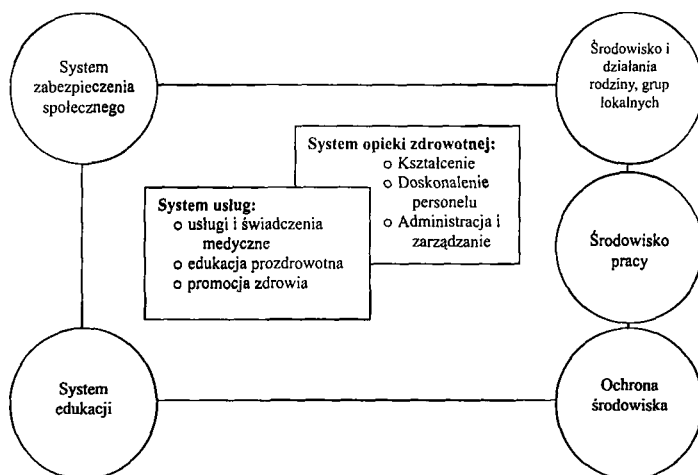 System
zabezpieczenia
społecznego
Środowisko i
działania
rodziny, grup
lokalnych
System opieki zdrowotnej:
o Kształcenie
o Doskonalenie
personelu
o Administracja i
zarządzanie
System usług:
o usługi i świadczenia
medyczne
o edukacja prozdrowotna
o promocja zdrowia
Środowisko
pracy
System
edukacji
Ochrona
środowiska